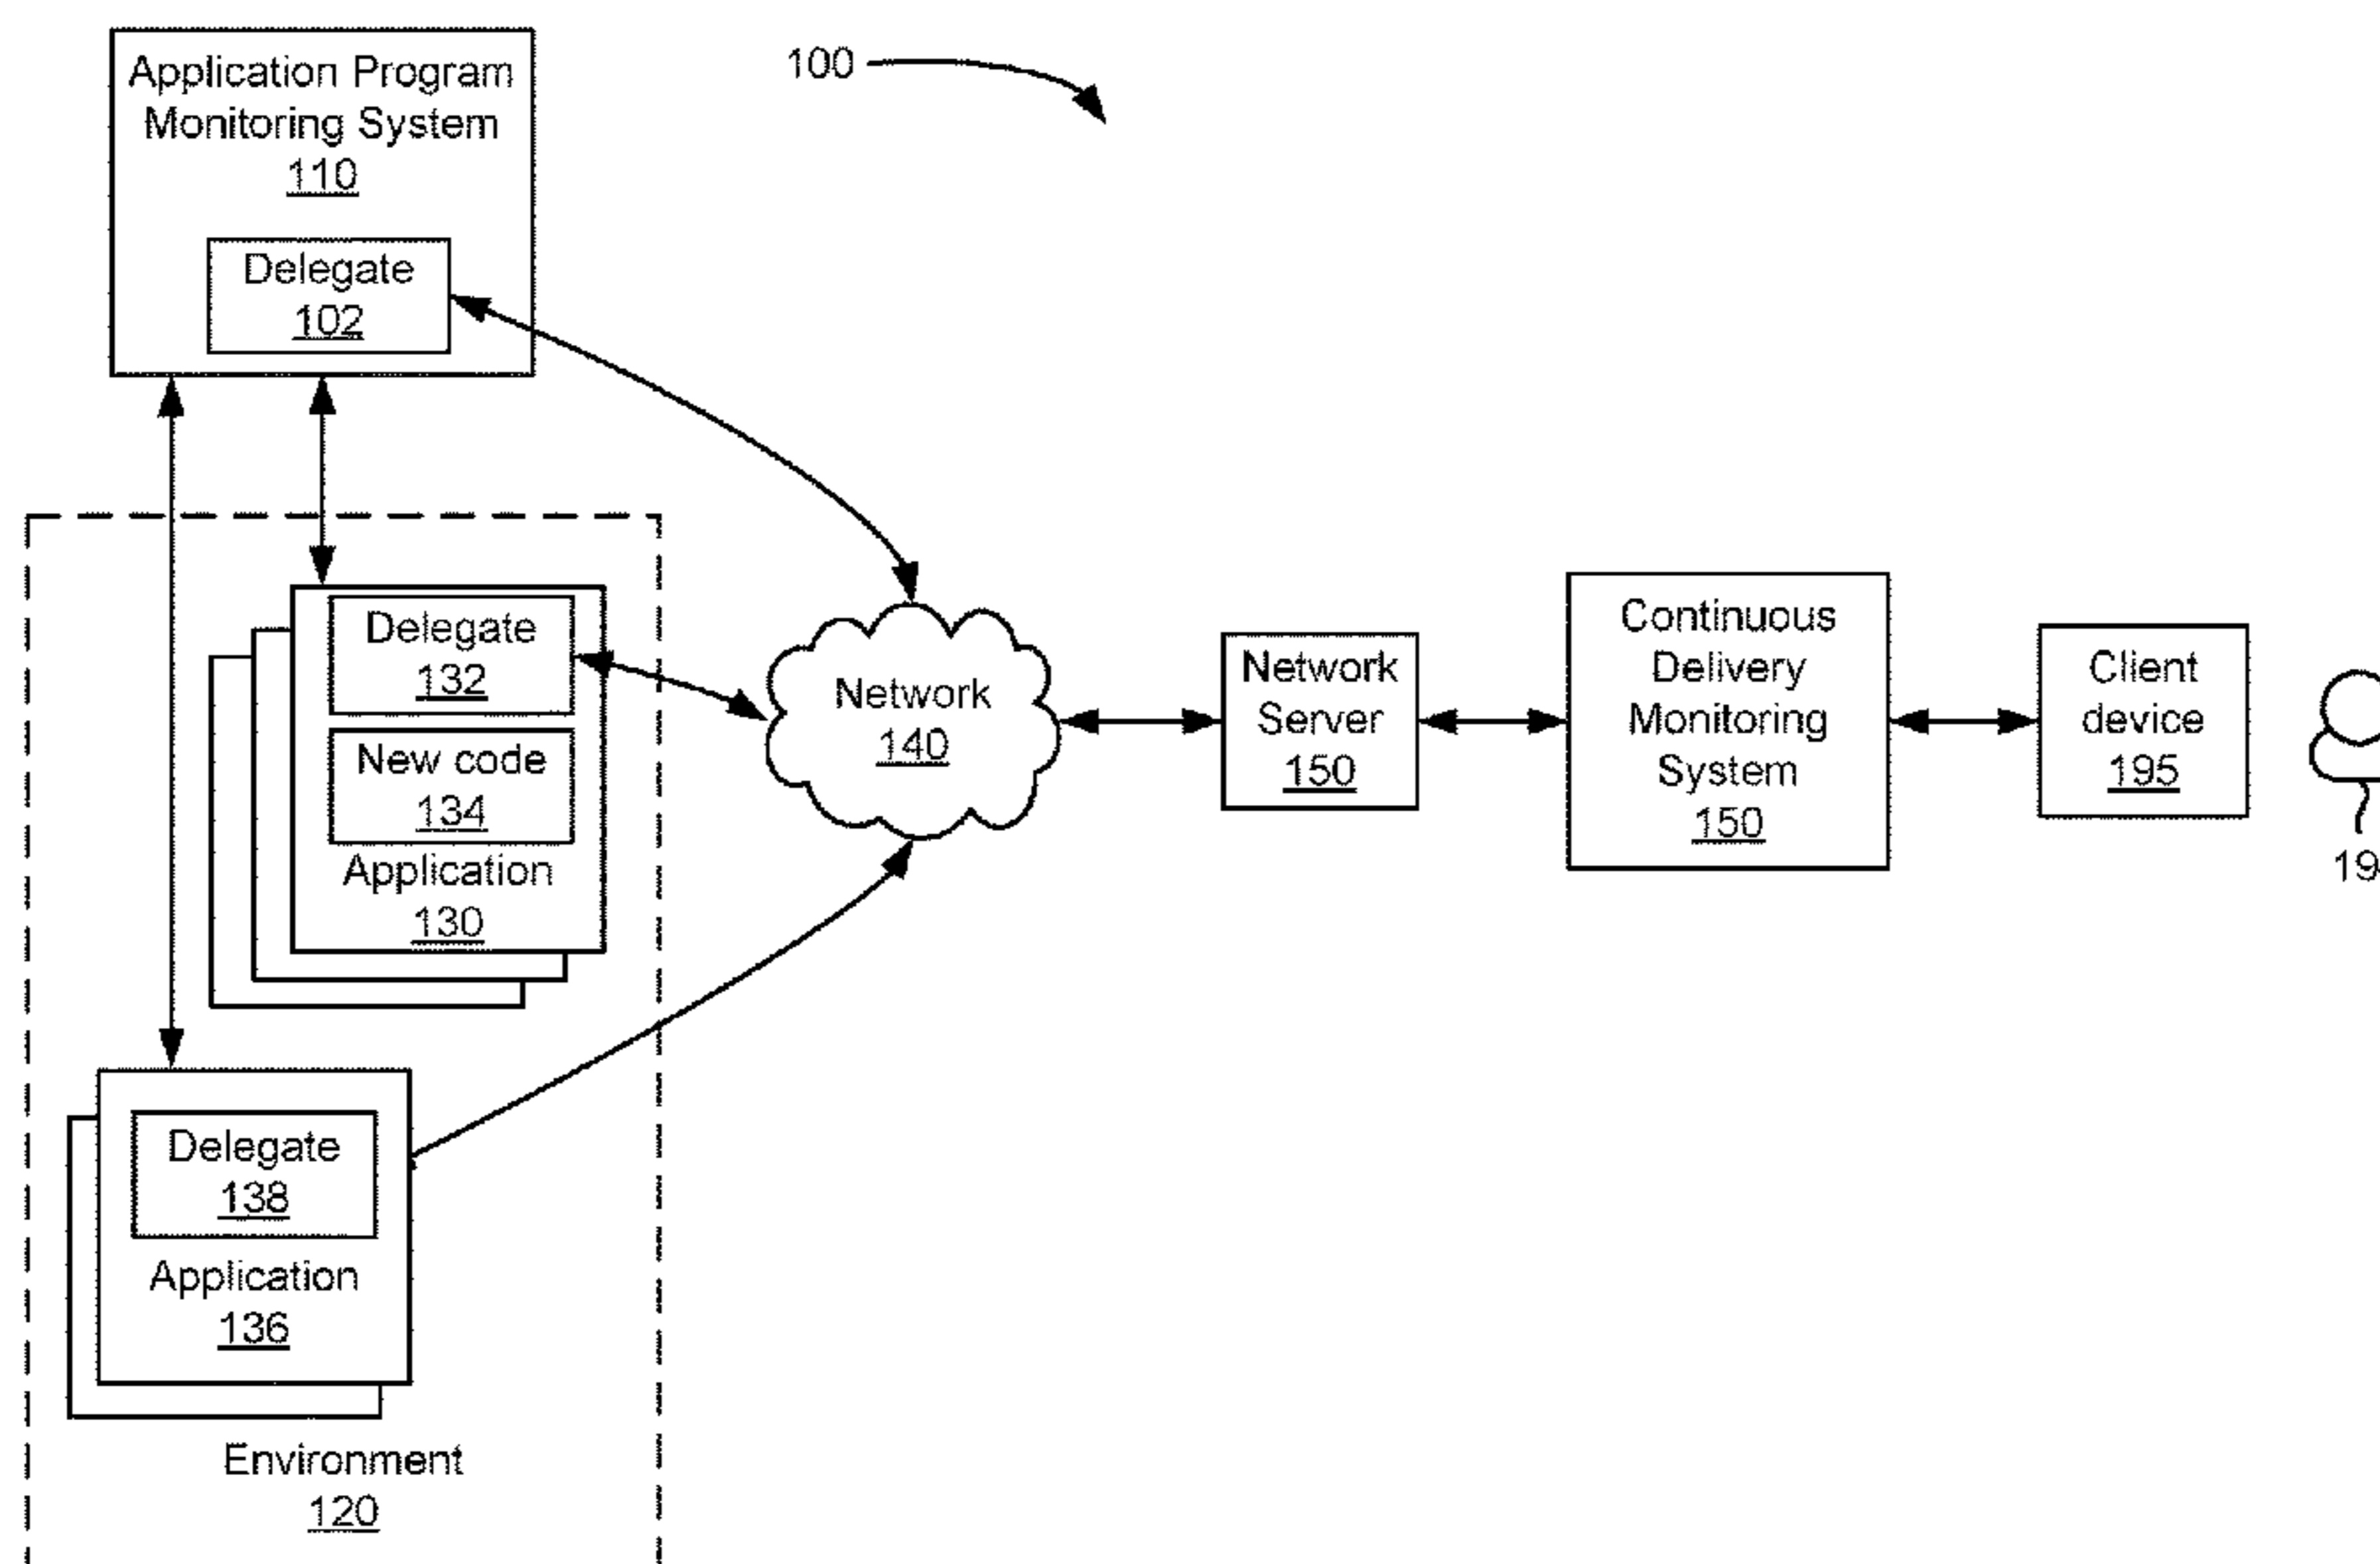 100
Application Program
Monitoring System
110
Delegate
102
Delegate
132
New code
134
Application
130
Delegate
138
Application
136
Environment
120
Network
140
Network
Server
150
Continuous
Delivery
Monitoring
System
150
Client
device
195